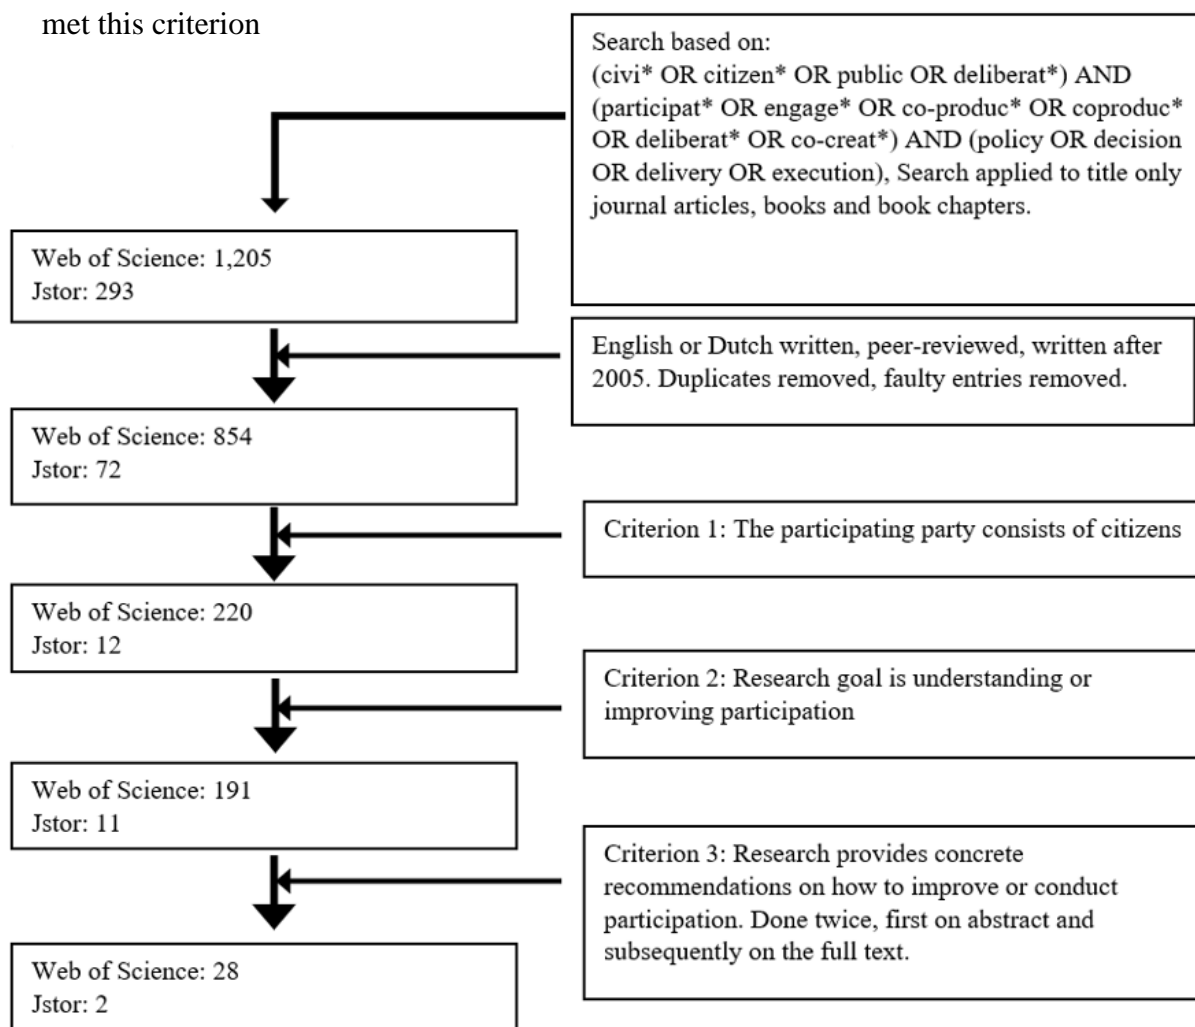 met this criterion
Search based on:
(civi* OR citizen* OR public OR deliberat*) AND
(participat* OR engage* OR co-produc* OR coproduc*
OR deliberat* OR co-creat*) AND (policy OR decision
OR delivery OR execution), Search applied to title only
journal articles, books and book chapters.
Web of Science: 1,205
Jstor: 293
English or Dutch written, peer-reviewed, written after
2005. Duplicates removed, faulty entries removed.
Web of Science: 854
Jstor: 72
Criterion 1: The participating party consists of citizens
Web of Science: 220
Jstor: 12
Criterion 2: Research goal is understanding or
improving participation
Web of Science: 191
Jstor: 11
Criterion 3: Research provides concrete
recommendations on how to improve or conduct
participation. Done twice, first on abstract and
subsequently on the full text.
Web of Science: 28
Jstor: 2